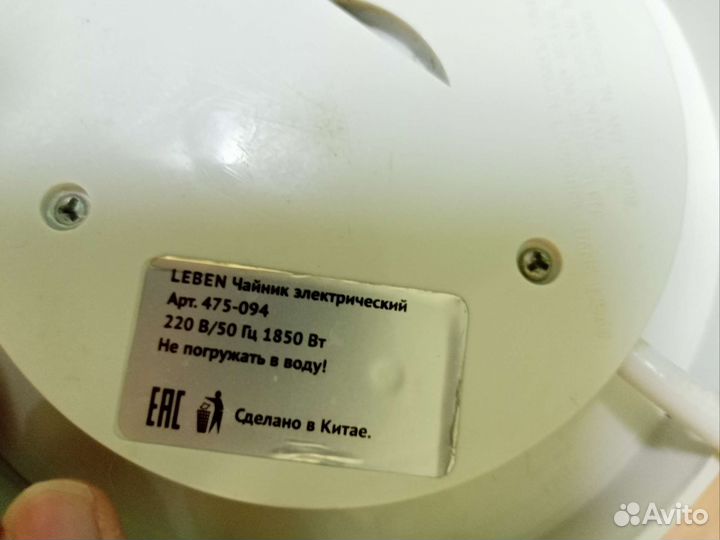 LEBEN Чайник электрический
Арт. 475-094
220 В/50 Гц 1850 Вт
Не погружать в воду!
EAC Сделано в Китае.
Avito